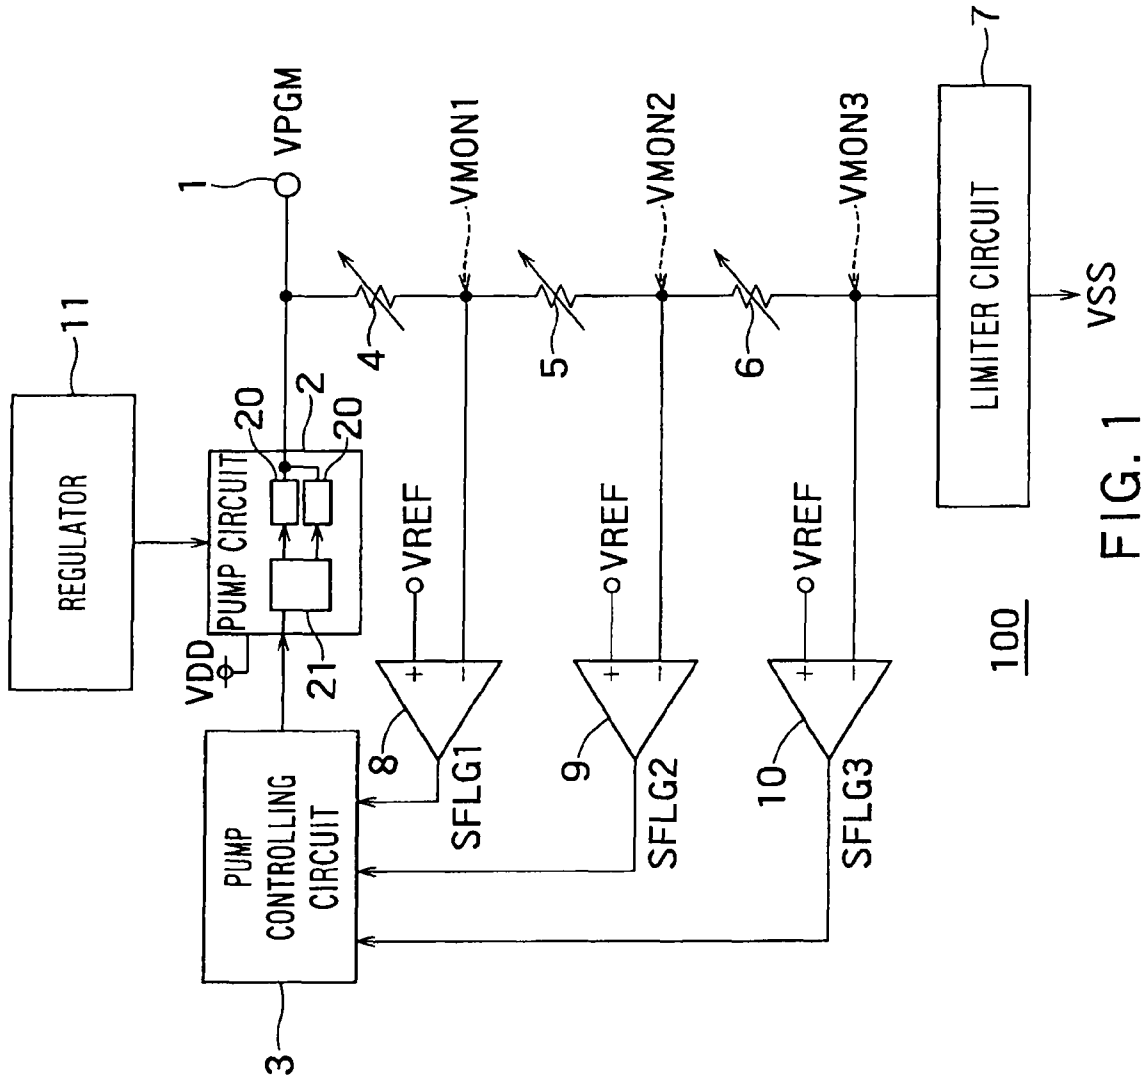 11
REGULATOR
1
VPGM
VDD
PUMP CIRCUIT
20
2
20
21
PUMP
CONTROLLING
CIRCUIT
3
4
VMON1
VREF
+
−
8
SFLG1
5
VMON2
VREF
+
−
9
SFLG2
6
VMON3
VREF
+
−
10
SFLG3
7
LIMITER CIRCUIT
VSS
100
FIG. 1